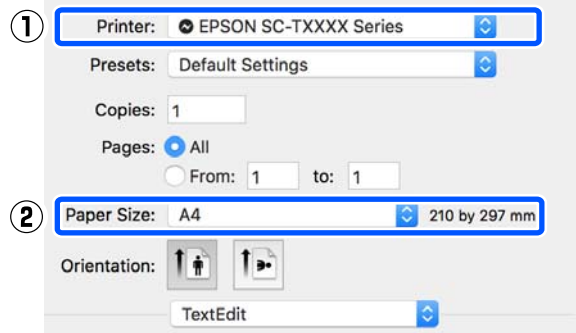 ① Printer: EPSON SC-TXXXX Series
Presets: Default Settings
Copies: 1
Pages: All
From: 1 to: 1
② Paper Size: A4 210 by 297 mm
Orientation:
TextEdit